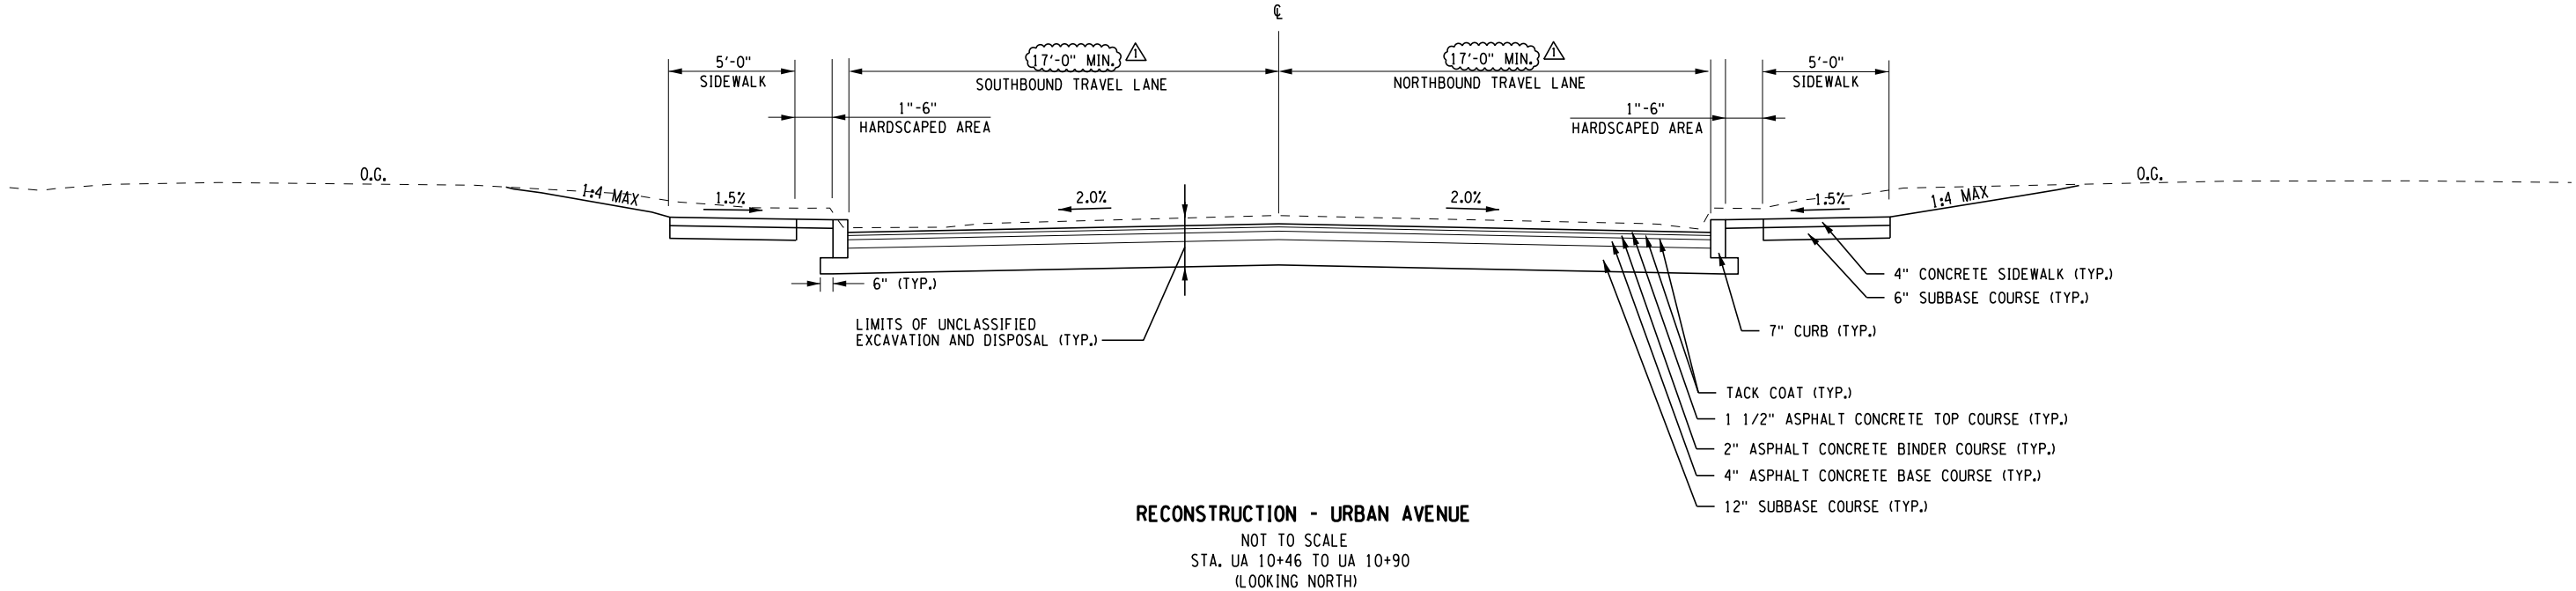 ℄
17'-0" MIN.
1
17'-0" MIN.
1
5'-0"
SIDEWALK
SOUTHBOUND TRAVEL LANE
NORTHBOUND TRAVEL LANE
5'-0"
SIDEWALK
1"-6"
HARDSCAPED AREA
1"-6"
HARDSCAPED AREA
O.G.
1:4 MAX
1.5%
2.0%
2.0%
1.5%
1:4 MAX
O.G.
6" (TYP.)
LIMITS OF UNCLASSIFIED
EXCAVATION AND DISPOSAL (TYP.)
4" CONCRETE SIDEWALK (TYP.)
6" SUBBASE COURSE (TYP.)
7" CURB (TYP.)
TACK COAT (TYP.)
1 1/2" ASPHALT CONCRETE TOP COURSE (TYP.)
2" ASPHALT CONCRETE BINDER COURSE (TYP.)
4" ASPHALT CONCRETE BASE COURSE (TYP.)
12" SUBBASE COURSE (TYP.)
RECONSTRUCTION - URBAN AVENUE
NOT TO SCALE
STA. UA 10+46 TO UA 10+90
(LOOKING NORTH)